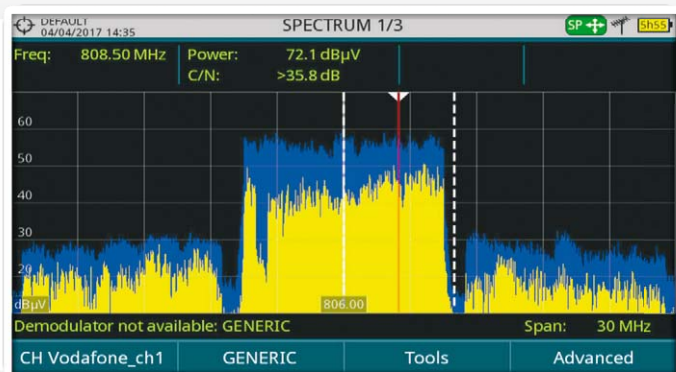 DEFAULT
04/04/2017 14:35
SPECTRUM 1/3
SP
5h55
Freq: 808.50 MHz Power: 72.1 dBµV
C/N: >35.8 dB
60
50
40
30
20
dBµV
806.00
Demodulator not available: GENERIC Span: 30 MHz
CH Vodafone_ch1 GENERIC Tools Advanced